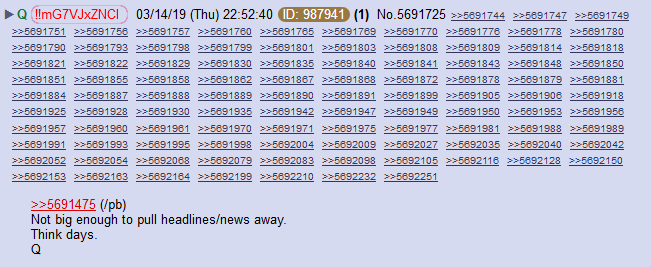 Q !!mG7VJxZNCI 03/14/19 (Thu) 22:52:40 ID: 987941 (1) No.5691725 >>5691744 >>5691747 >>5691749
>>5691751 >>5691756 >>5691757 >>5691760 >>5691765 >>5691769 >>5691770 >>5691776 >>5691778 >>5691780
>>5691790 >>5691793 >>5691798 >>5691799 >>5691801 >>5691803 >>5691808 >>5691809 >>5691814 >>5691818
>>5691821 >>5691822 >>5691829 >>5691830 >>5691835 >>5691840 >>5691841 >>5691843 >>5691848 >>5691850
>>5691851 >>5691855 >>5691858 >>5691862 >>5691867 >>5691868 >>5691872 >>5691878 >>5691879 >>5691881
>>5691884 >>5691887 >>5691888 >>5691889 >>5691890 >>5691891 >>5691899 >>5691905 >>5691906 >>5691918
>>5691925 >>5691928 >>5691930 >>5691935 >>5691942 >>5691947 >>5691949 >>5691950 >>5691953 >>5691956
>>5691957 >>5691960 >>5691961 >>5691970 >>5691971 >>5691975 >>5691977 >>5691981 >>5691988 >>5691989
>>5691991 >>5691993 >>5691995 >>5691998 >>5692004 >>5692009 >>5692027 >>5692035 >>5692040 >>5692042
>>5692052 >>5692054 >>5692068 >>5692079 >>5692083 >>5692098 >>5692105 >>5692116 >>5692128 >>5692150
>>5692153 >>5692163 >>5692164 >>5692199 >>5692210 >>5692232 >>5692251
>>5691475 (/pb)
Not big enough to pull headlines/news away.
Think days.
Q